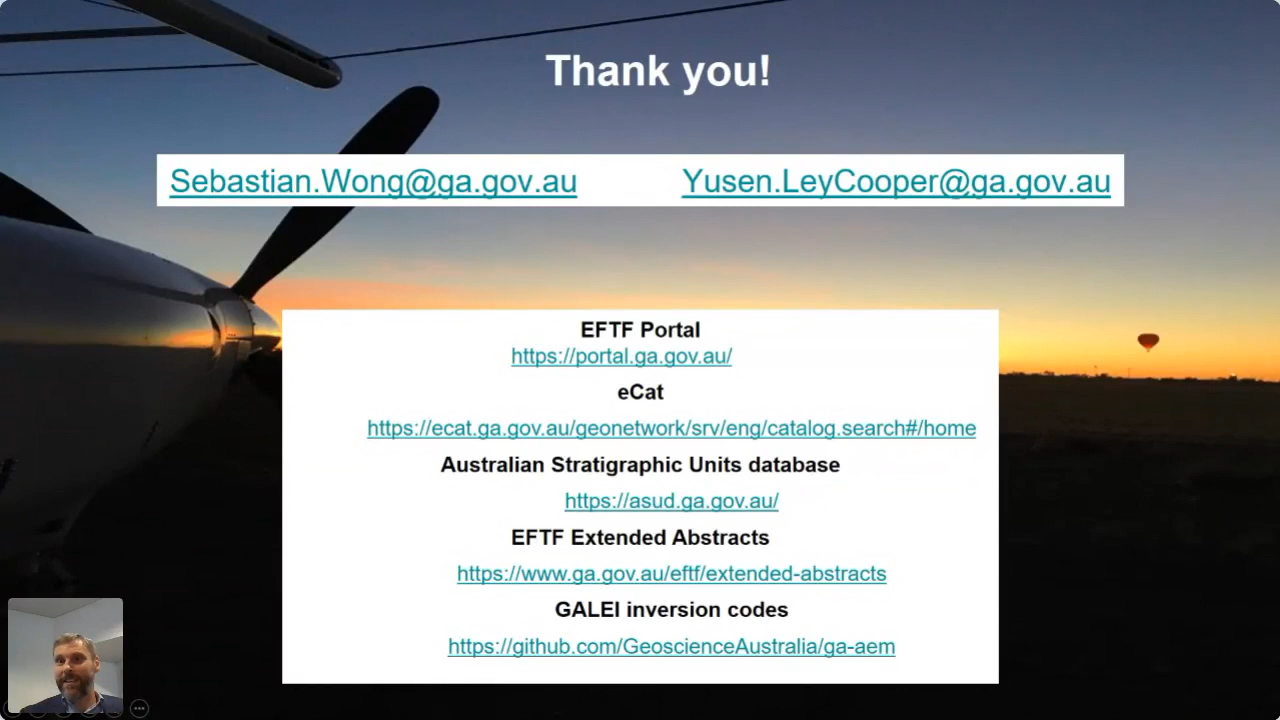 Thank you!
Sebastian.Wong@ga.gov.au Yusen.LeyCooper@ga.gov.au
EFTF Portal
https://portal.ga.gov.au/
eCat
https://ecat.ga.gov.au/geonetwork/srv/eng/catalog.search#/home
Australian Stratigraphic Units database
https://asud.ga.gov.au/
EFTF Extended Abstracts
https://www.ga.gov.au/eftf/extended-abstracts
GALEI inversion codes
https://github.com/GeoscienceAustralia/ga-aem